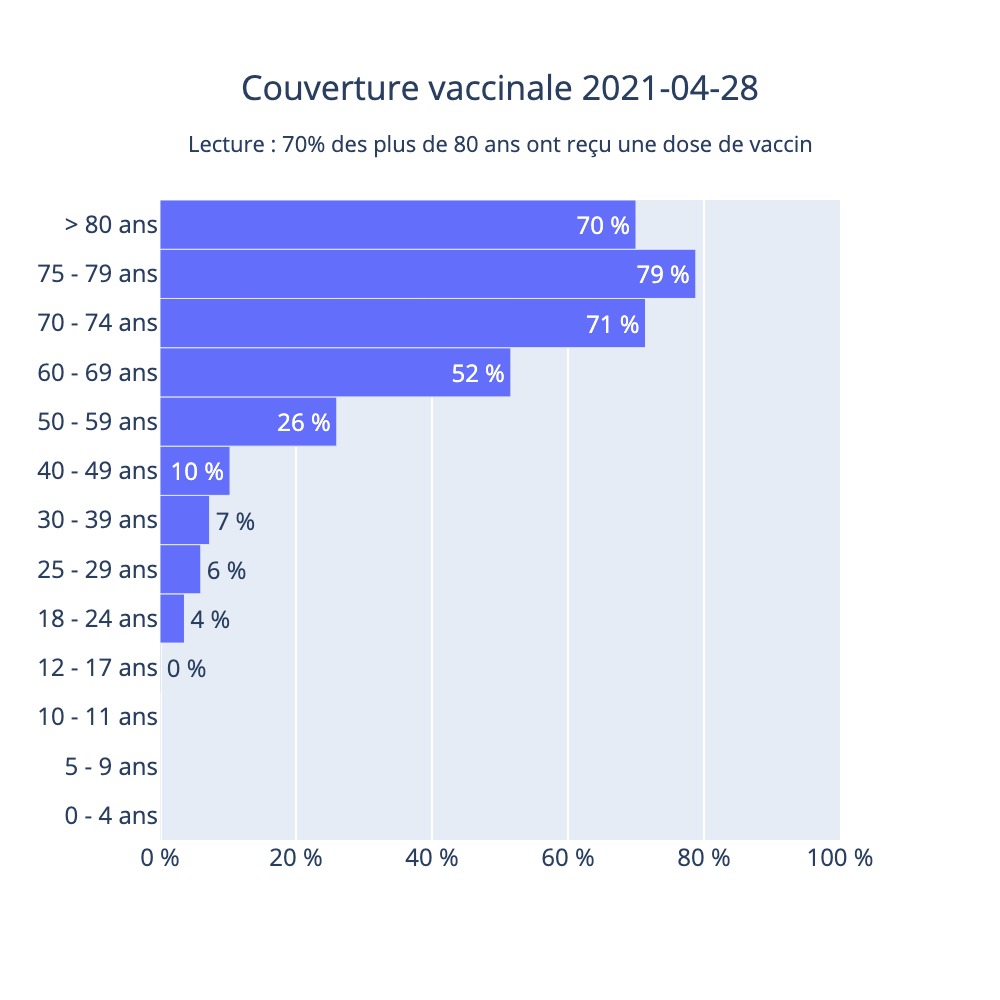 Couverture vaccinale 2021-04-28
Lecture : 70% des plus de 80 ans ont reçu une dose de vaccin
> 80 ans 70 %
75 - 79 ans 79 %
70 - 74 ans 71 %
60 - 69 ans 52 %
50 - 59 ans 26 %
40 - 49 ans 10 %
30 - 39 ans 7 %
25 - 29 ans 6 %
18 - 24 ans 4 %
12 - 17 ans 0 %
10 - 11 ans
5 - 9 ans
0 - 4 ans
0 % 20 % 40 % 60 % 80 % 100 %